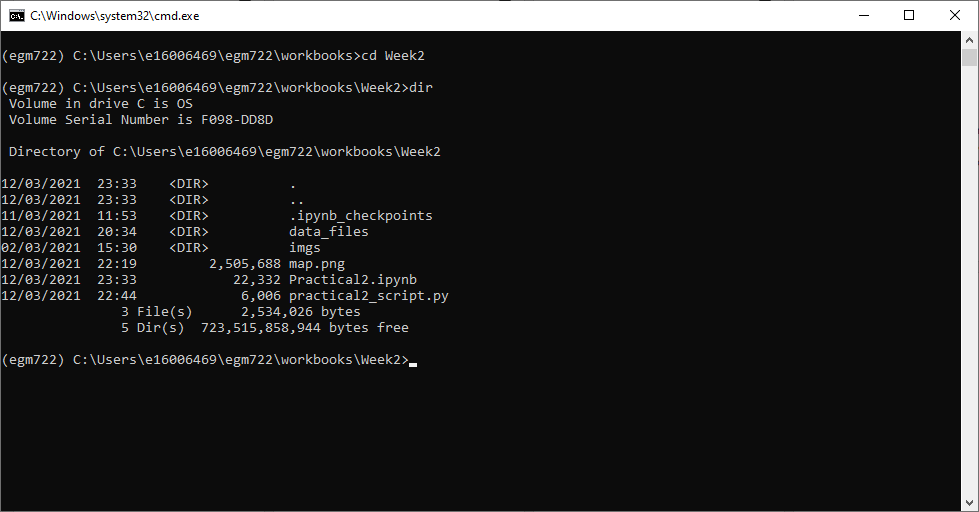 C:\Windows\system32\cmd.exe
(egm722) C:\Users\e16006469\egm722\workbooks>cd Week2
(egm722) C:\Users\e16006469\egm722\workbooks\Week2>dir
 Volume in drive C is OS
 Volume Serial Number is F098-DD8D
 Directory of C:\Users\e16006469\egm722\workbooks\Week2
12/03/2021  23:33    <DIR>          .
12/03/2021  23:33    <DIR>          ..
11/03/2021  11:53    <DIR>          .ipynb_checkpoints
12/03/2021  20:34    <DIR>          data_files
02/03/2021  15:30    <DIR>          imgs
12/03/2021  22:19         2,505,688 map.png
12/03/2021  23:33            22,332 Practical2.ipynb
12/03/2021  22:44             6,006 practical2_script.py
               3 File(s)      2,534,026 bytes
               5 Dir(s)  723,515,858,944 bytes free
(egm722) C:\Users\e16006469\egm722\workbooks\Week2>